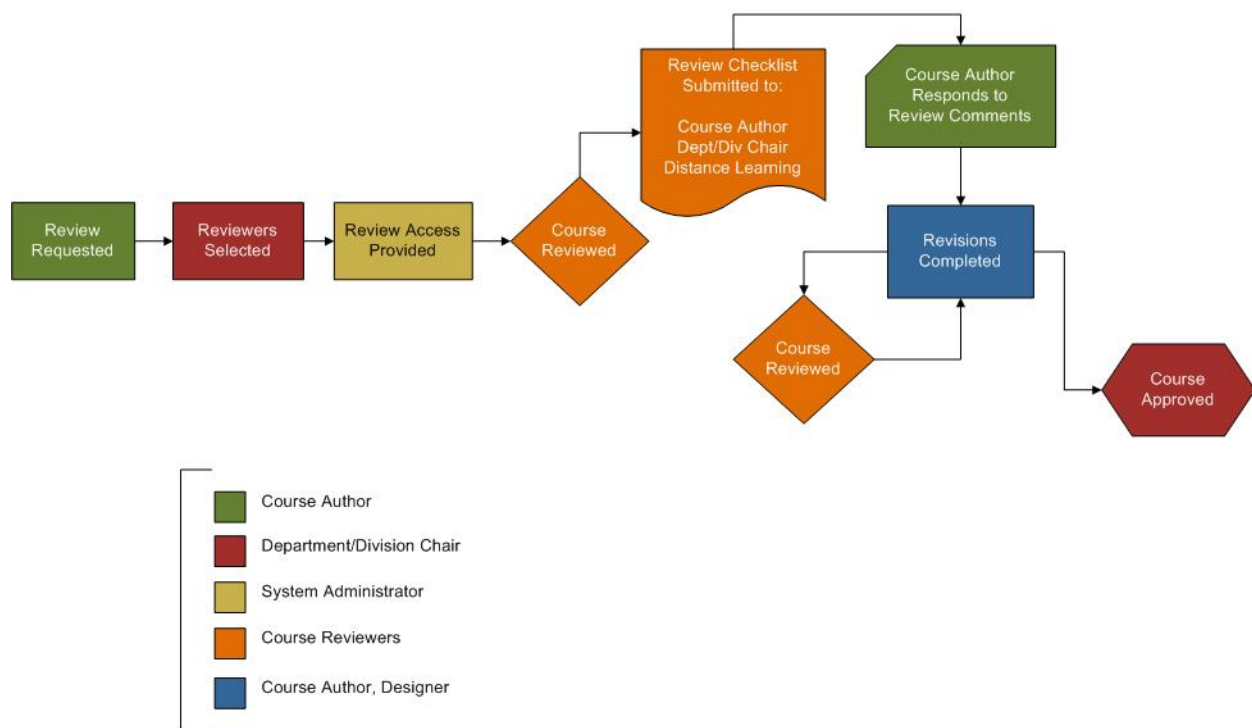 Review
Requested
Reviewers
Selected
Review Access
Provided
Course
Reviewed
Review Checklist
Submitted to:
Course Author
Dept/Div Chair
Distance Learning
Course Author
Responds to
Review Comments
Revisions
Completed
Course
Reviewed
Course
Approved
Course Author
Department/Division Chair
System Administrator
Course Reviewers
Course Author, Designer